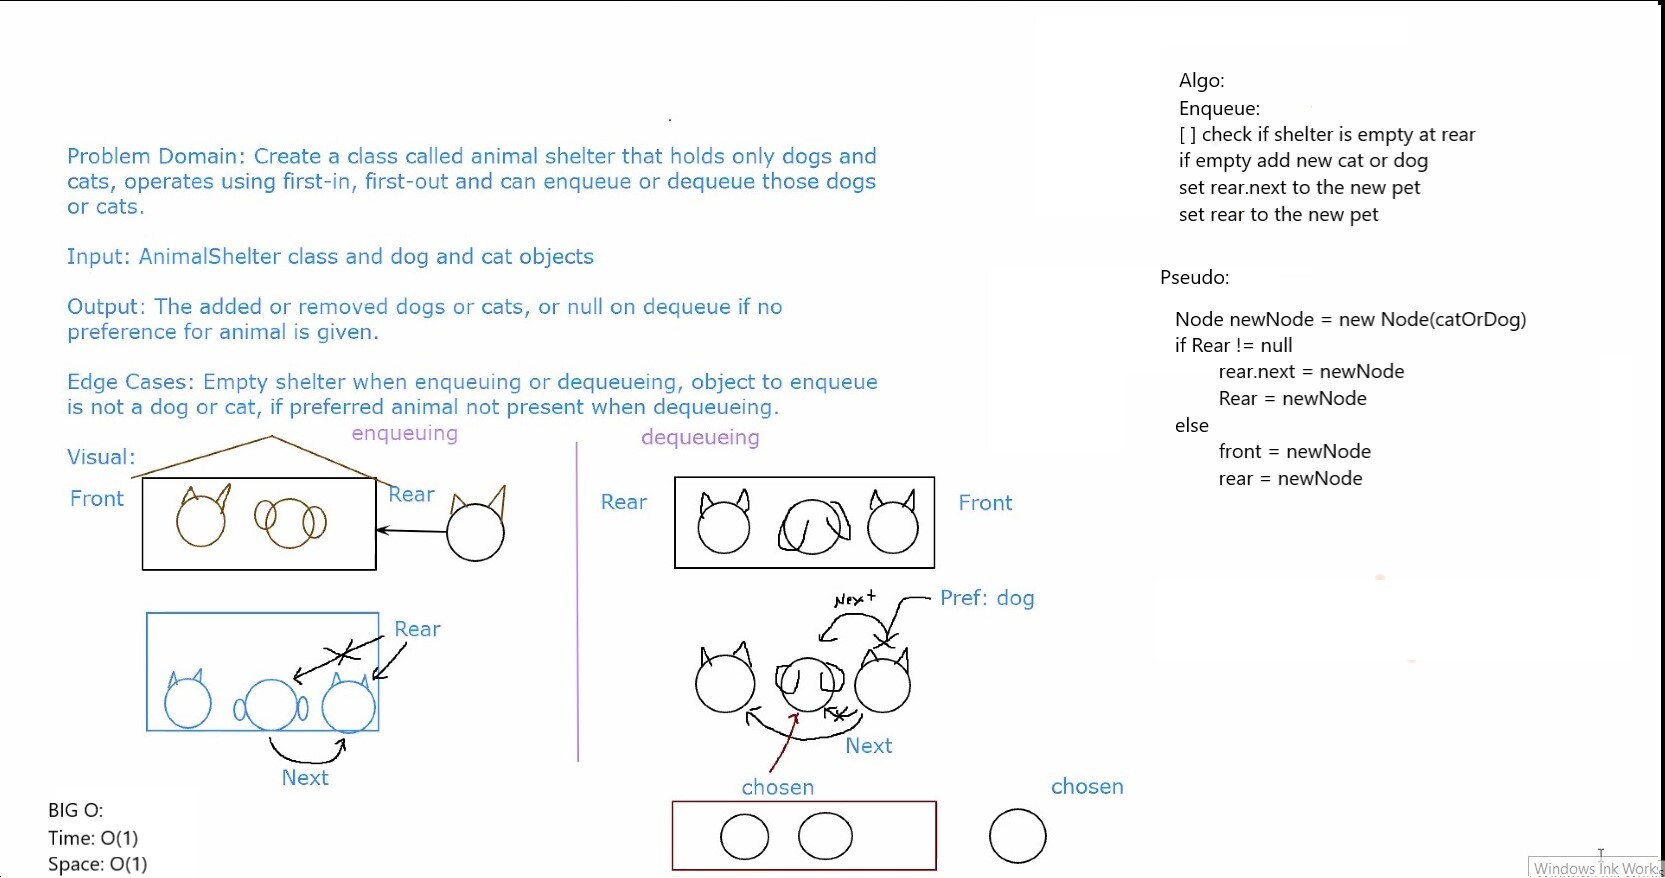 Problem Domain: Create a class called animal shelter that holds only dogs and
cats, operates using first-in, first-out and can enqueue or dequeue those dogs
or cats.
Input: AnimalShelter class and dog and cat objects
Output: The added or removed dogs or cats, or null on dequeue if no
preference for animal is given.
Edge Cases: Empty shelter when enqueuing or dequeueing, object to enqueue
is not a dog or cat, if preferred animal not present when dequeueing.
Visual:
enqueuing
Front
Rear
Rear
Next
dequeueing
Rear
Front
Next
Pref: dog
Next
chosen
chosen
BIG O:
Time: O(1)
Space: O(1)
Algo:
Enqueue:
[ ] check if shelter is empty at rear
if empty add new cat or dog
set rear.next to the new pet
set rear to the new pet
Pseudo:
Node newNode = new Node(catOrDog)
if Rear != null
rear.next = newNode
Rear = newNode
else
front = newNode
rear = newNode
Windows Ink Works